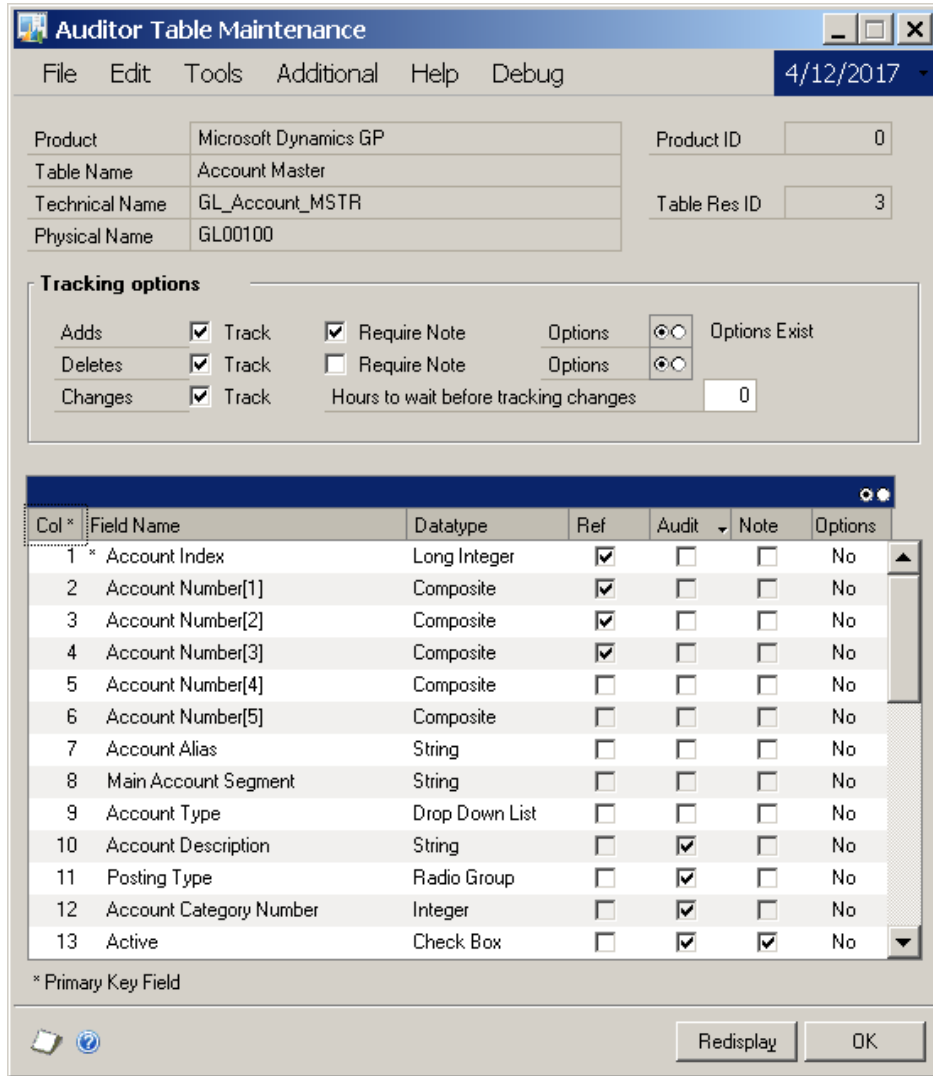 Auditor Table Maintenance
File Edit Tools Additional Help Debug 4/12/2017
Product Microsoft Dynamics GP Product ID 0
Table Name Account Master
Technical Name GL_Account_MSTR Table Res ID 3
Physical Name GL00100
Tracking options
Adds Track Require Note Options Options Exist
Deletes Track Require Note Options
Changes Track Hours to wait before tracking changes 0
Col * Field Name Datatype Ref Audit Note Options
1 * Account Index Long Integer No
2 Account Number[1] Composite No
3 Account Number[2] Composite No
4 Account Number[3] Composite No
5 Account Number[4] Composite No
6 Account Number[5] Composite No
7 Account Alias String No
8 Main Account Segment String No
9 Account Type Drop Down List No
10 Account Description String No
11 Posting Type Radio Group No
12 Account Category Number Integer No
13 Active Check Box No
* Primary Key Field
Redisplay OK